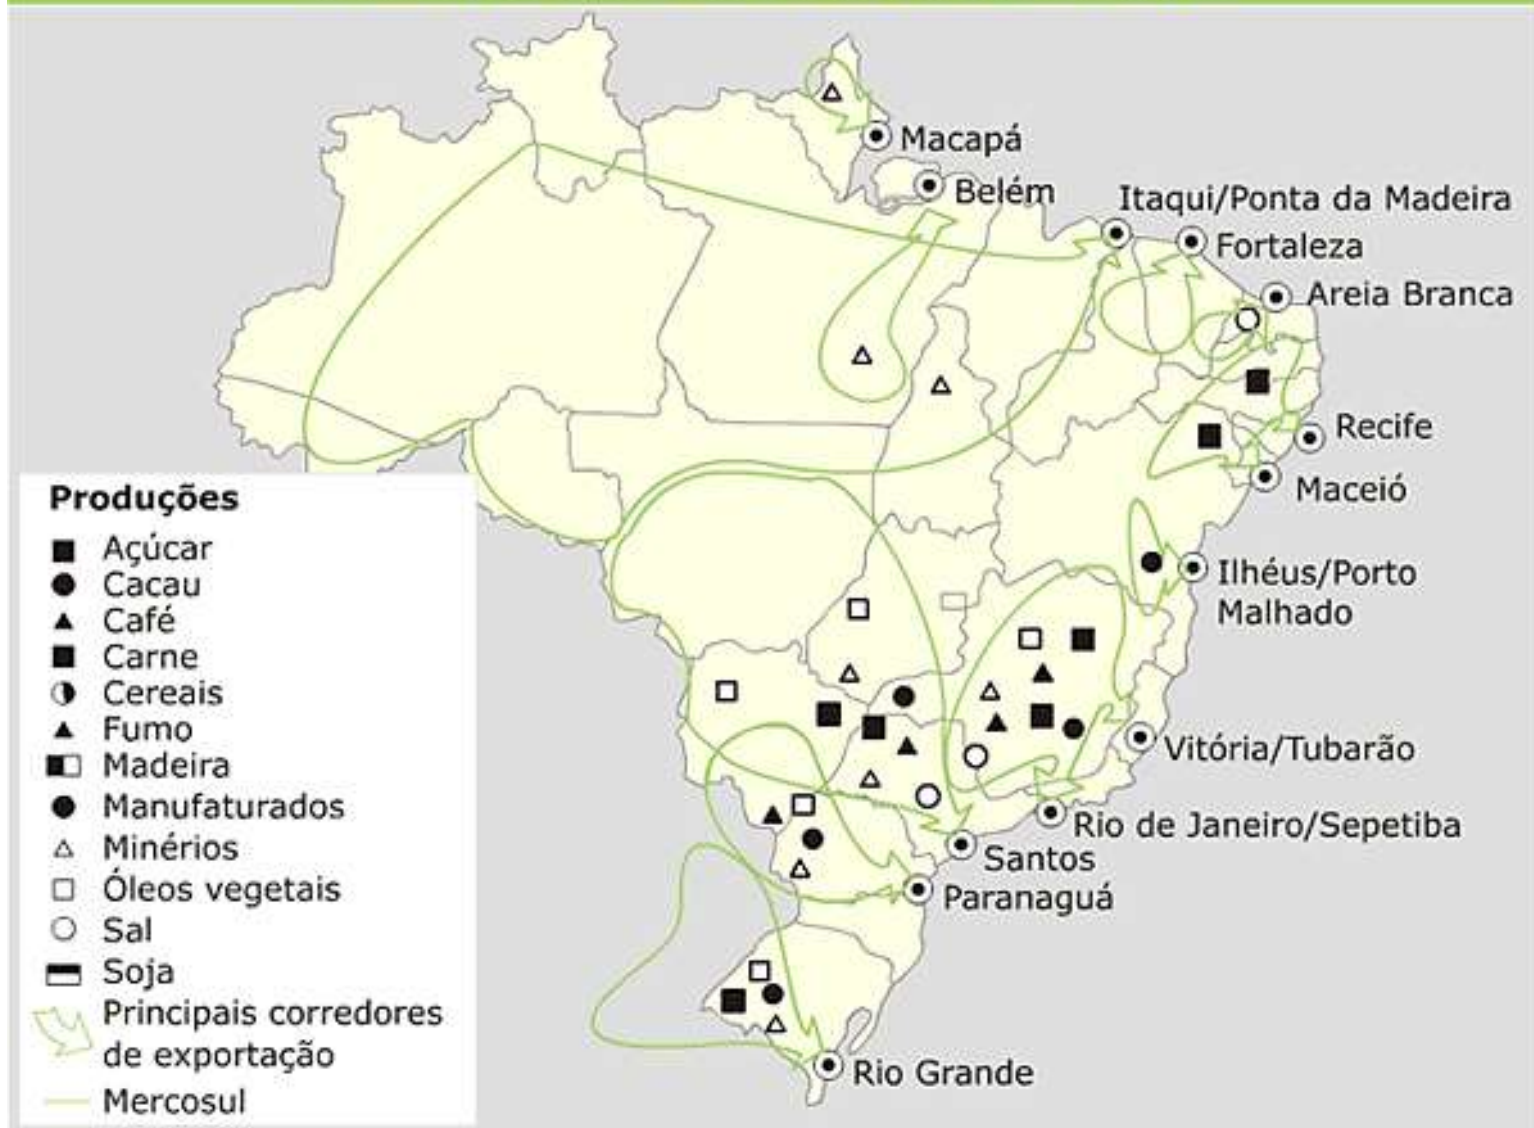 Macapá
Belém
Itaqui/Ponta da Madeira
Fortaleza
Areia Branca
Recife
Maceió
Ilhéus/Porto
Malhado
Vitória/Tubarão
Rio de Janeiro/Sepetiba
Santos
Paranaguá
Rio Grande
Produções
Açúcar
Cacau
Café
Carne
Cereais
Fumo
Madeira
Manufaturados
Minérios
Óleos vegetais
Sal
Soja
Principais corredores
de exportação
Mercosul